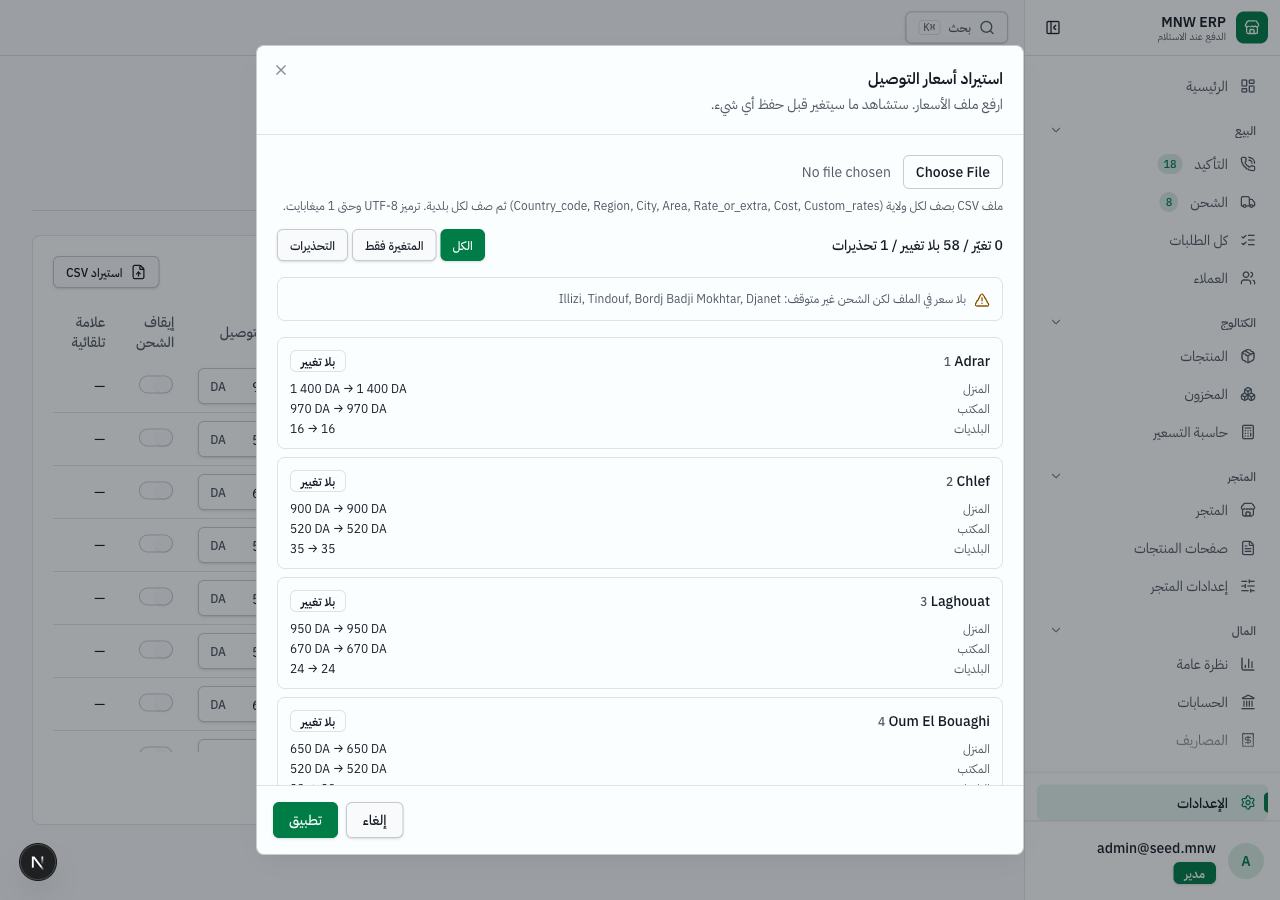 MNW ERP
الدفع عند الاستلام
بحث ⌘K
الرئيسية
البيع
التأكيد 18
الشحن 8
كل الطلبات
العملاء
الكتالوج
المنتجات
المخزون
حاسبة التسعير
المتجر
المتجر
صفحات المنتجات
إعدادات المتجر
المال
نظرة عامة
الحسابات
المصاريف
الإعدادات
admin@seed.mnw
A
مدير
استيراد أسعار التوصيل
ارفع ملف الأسعار. ستشاهد ما سيتغير قبل حفظ أي شيء.
Choose File No file chosen
ملف CSV بصف لكل ولاية (Country_code, Region, City, Area, Rate_or_extra, Cost, Custom_rates) ثم صف لكل بلدية. ترميز UTF-8 وحتى 1 ميغابايت.
0 تغيّر / 58 بلا تغيير / 1 تحذيرات
الكل
المتغيرة فقط
التحذيرات
بلا سعر في الملف لكن الشحن غير متوقف: Illizi, Tindouf, Bordj Badji Mokhtar, Djanet
Adrar 1
بلا تغيير
المنزل 1 400 DA → 1 400 DA
المكتب 970 DA → 970 DA
البلديات 16 → 16
Chlef 2
بلا تغيير
المنزل 900 DA → 900 DA
المكتب 520 DA → 520 DA
البلديات 35 → 35
Laghouat 3
بلا تغيير
المنزل 950 DA → 950 DA
المكتب 670 DA → 670 DA
البلديات 24 → 24
Oum El Bouaghi 4
بلا تغيير
المنزل 650 DA → 650 DA
المكتب 520 DA → 520 DA
إلغاء
تطبيق
استيراد CSV
إيقاف الشحن
علامة تلقائية
DA
—
DA
—
DA
—
DA
—
DA
—
DA
—
DA
—
N